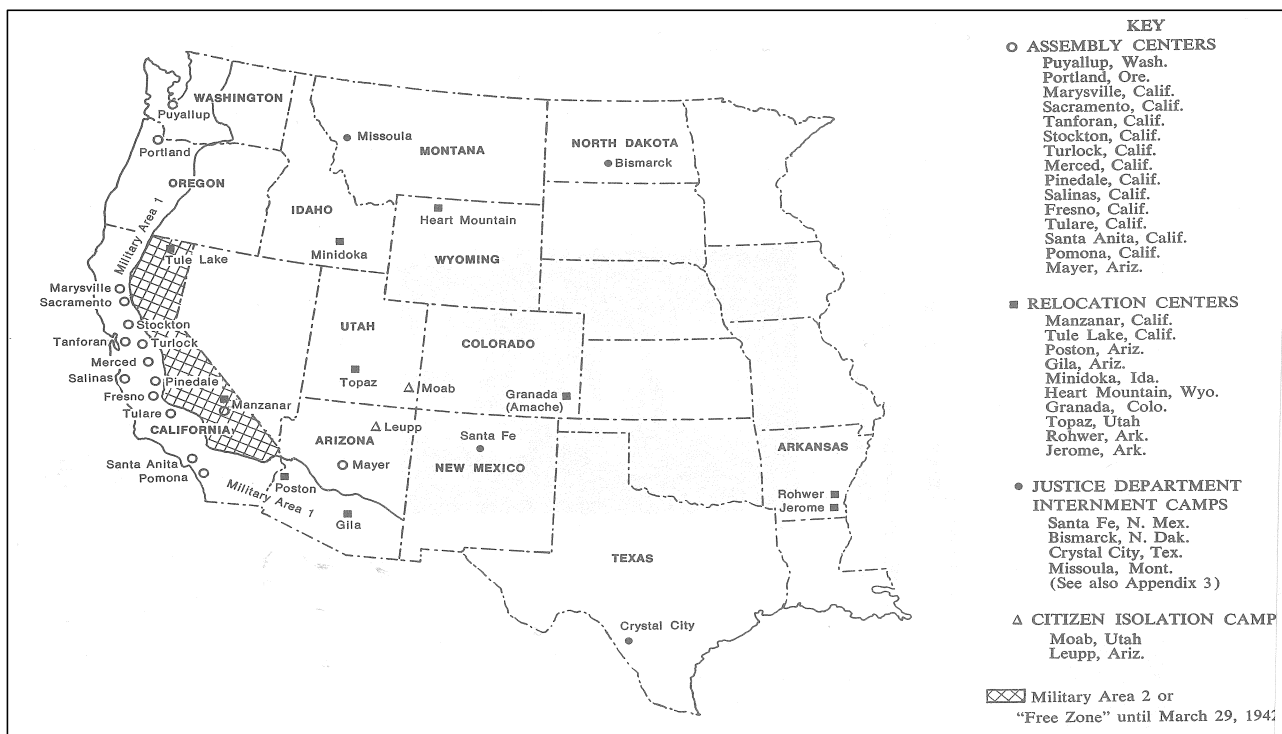 WASHINGTON
Puyallup
Portland
OREGON
Missoula
MONTANA
NORTH DAKOTA
Bismarck
IDAHO
Minidoka
Heart Mountain
WYOMING
Military Area 1
Tule Lake
Marysville
Sacramento
Stockton
Tanforan
Turlock
Merced
Salinas
Pinedale
Fresno
Manzanar
Tulare
CALIFORNIA
Santa Anita
Pomona
UTAH
Topaz
Moab
COLORADO
Granada
(Amache)
Leupp
ARIZONA
Mayer
Poston
Military Area 1
Gila
Santa Fe
NEW MEXICO
ARKANSAS
Rohwer
Jerome
TEXAS
Crystal City
KEY
ASSEMBLY CENTERS
Puyallup, Wash.
Portland, Ore.
Marysville, Calif.
Sacramento, Calif.
Tanforan, Calif.
Stockton, Calif.
Turlock, Calif.
Merced, Calif.
Pinedale, Calif.
Salinas, Calif.
Fresno, Calif.
Tulare, Calif.
Santa Anita, Calif.
Pomona, Calif.
Mayer, Ariz.
RELOCATION CENTERS
Manzanar, Calif.
Tule Lake, Calif.
Poston, Ariz.
Gila, Ariz.
Minidoka, Ida.
Heart Mountain, Wyo.
Granada, Colo.
Topaz, Utah
Rohwer, Ark.
Jerome, Ark.
JUSTICE DEPARTMENT
INTERNMENT CAMPS
Santa Fe, N. Mex.
Bismarck, N. Dak.
Crystal City, Tex.
Missoula, Mont.
(See also Appendix 3)
CITIZEN ISOLATION CAMP
Moab, Utah
Leupp, Ariz.
Military Area 2 or
"Free Zone" until March 29, 1942